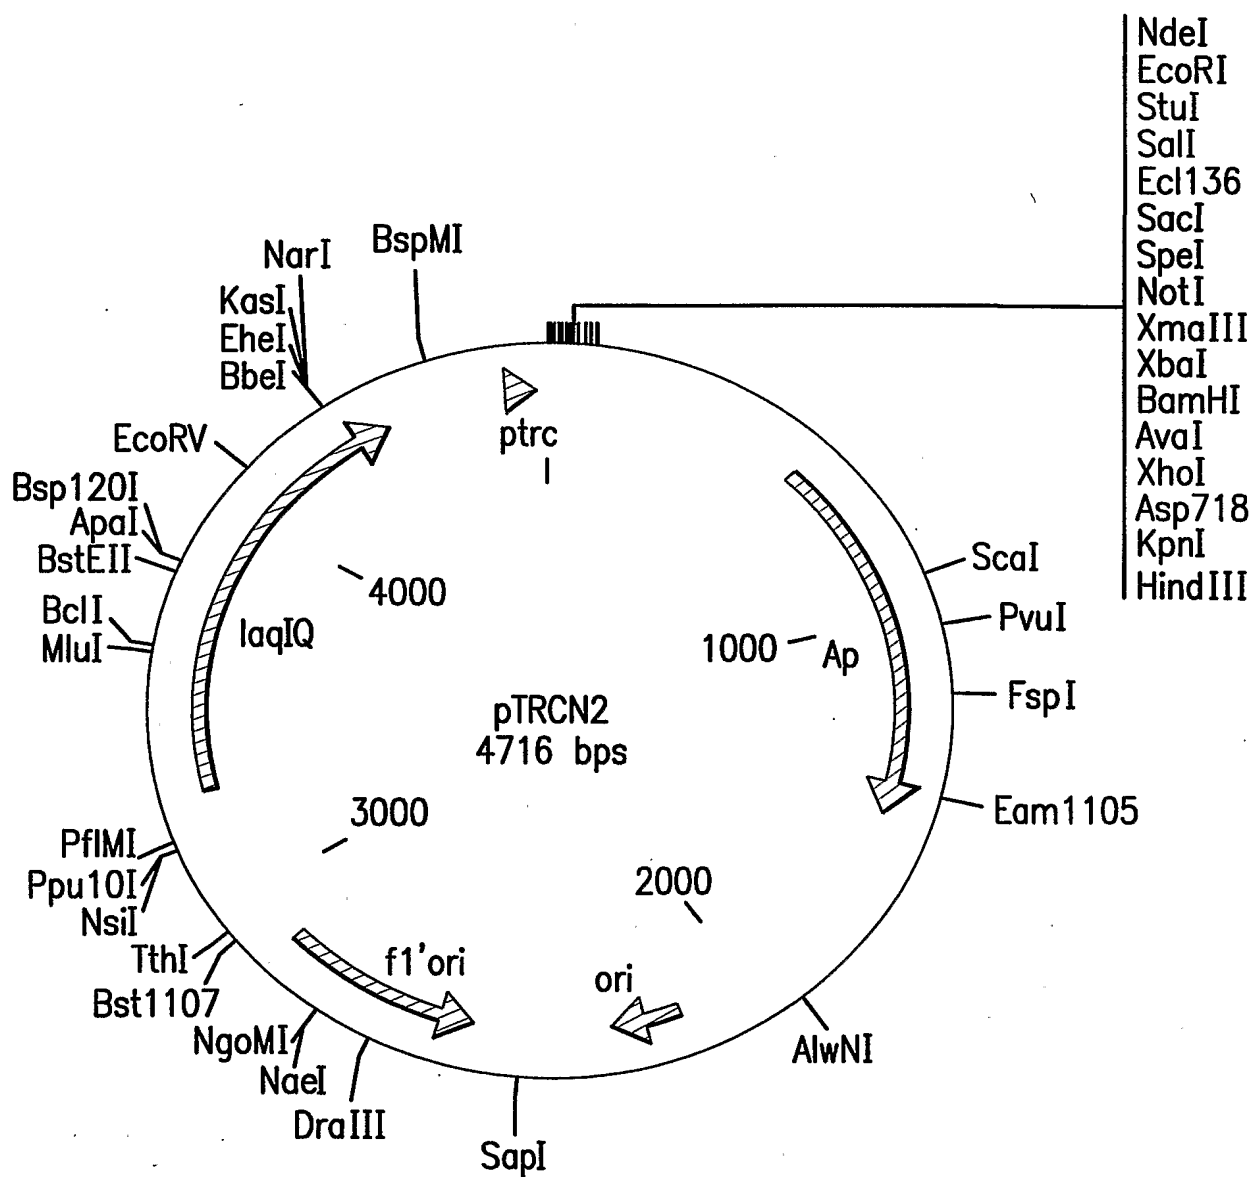 NdeI
EcoRI
StuI
SalI
Ecl136
SacI
SpeI
NotI
XmaIII
XbaI
BamHI
AvaI
XhoI
Asp718
KpnI
HindIII
BspMI
NarI
KasI
EheI
BbeI
EcoRV
Bsp120I
ApaI
BstEII
BclI
MluI
ptrc
I
4000
laqIQ
ScaI
PvuI
1000
Ap
FspI
pTRCN2
4716 bps
Eam1105
3000
PflMI
Ppu10I
NsiI
2000
TthI
Bst1107
f1'ori
ori
NgoMI
NaeI
DraIII
AlwNI
SapI